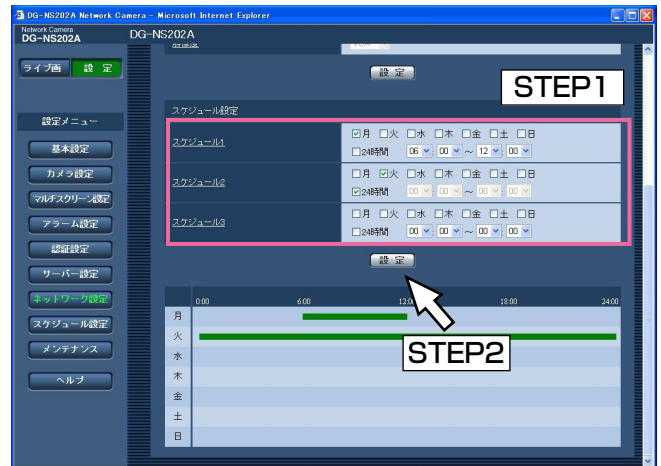 DG-NS202A Network Camera - Microsoft Internet Explorer
Network Camera
DG-NS202A
DG-NS202A
ライブ画 設 定
設 定
STEP1
スケジュール設定
設定メニュー
スケジュール1
月 火 水 木 金 土 日
24時間 06 : 00 ~ 12 : 00
スケジュール2
月 火 水 木 金 土 日
24時間 00 : 00 ~ 00 : 00
スケジュール3
月 火 水 木 金 土 日
24時間 00 : 00 ~ 00 : 00
設 定
基本設定
カメラ設定
マルチスクリーン設定
アラーム設定
認証設定
サーバー設定
ネットワーク設定
スケジュール設定
メンテナンス
ヘルプ
0:00 6:00 12:00 18:00 24:00
月
火
水
木
金
土
日
STEP2